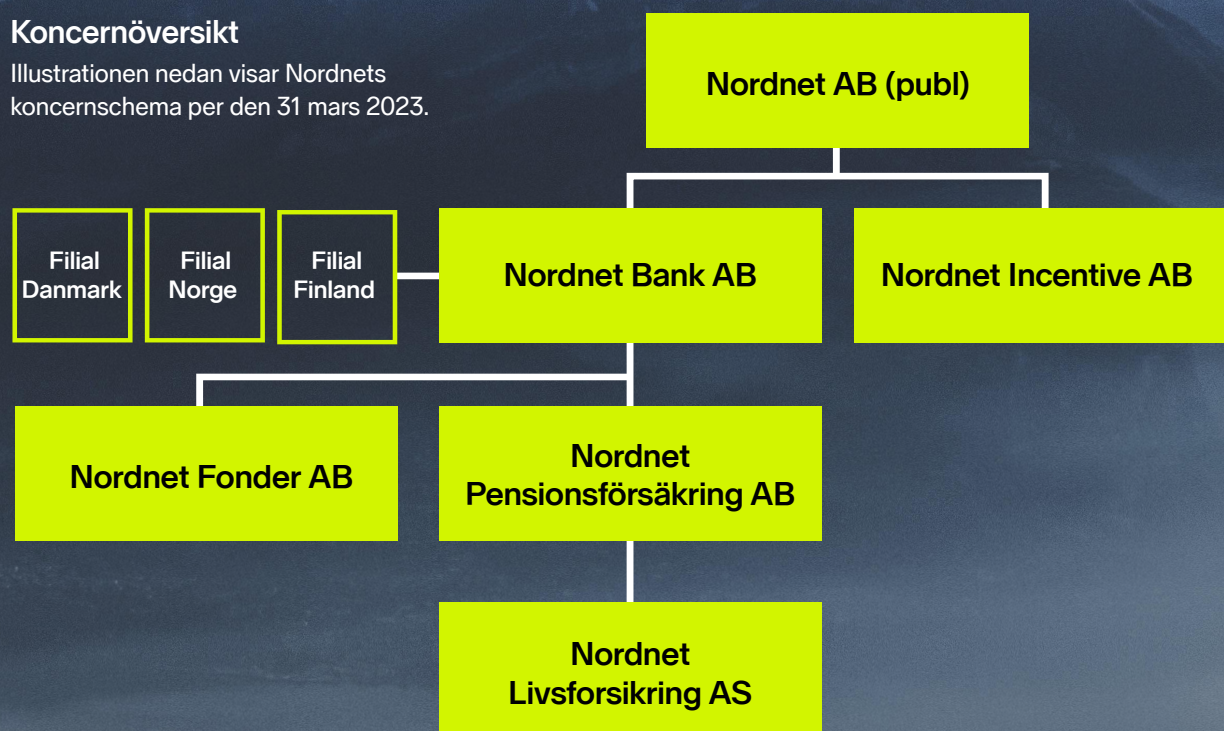 Koncernöversikt
Illustrationen nedan visar Nordnets
koncernschema per den 31 mars 2023.
Nordnet AB (publ)
Filial
Danmark
Filial
Norge
Filial
Finland
Nordnet Bank AB
Nordnet Incentive AB
Nordnet Fonder AB
Nordnet
Pensionsförsäkring AB
Nordnet
Livsforsikring AS